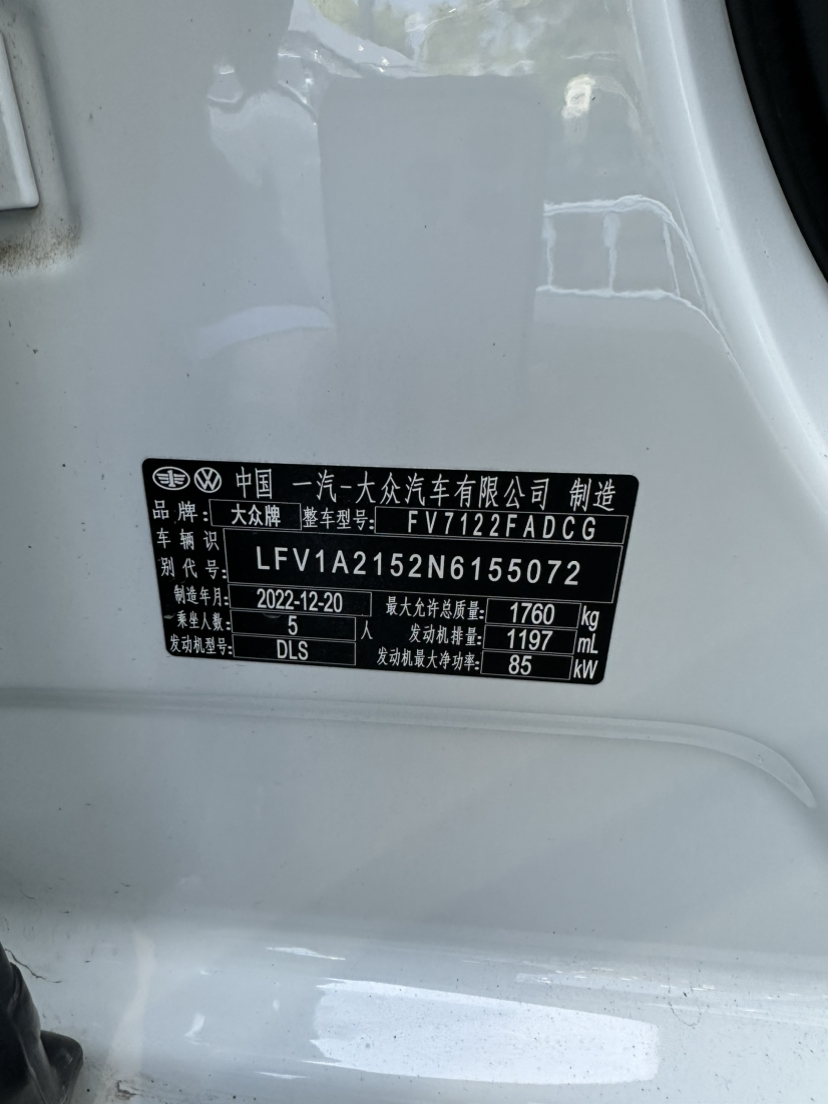 中国 一汽-大众汽车有限公司 制造
品牌: 大众牌 整车型号: FV7122FADCG
车辆识别代号: LFV1A2152N6155072
制造年月: 2022-12-20 最大允许总质量: 1760 kg
乘坐人数: 5 人 发动机排量: 1197 mL
发动机型号: DLS 发动机最大净功率: 85 kW